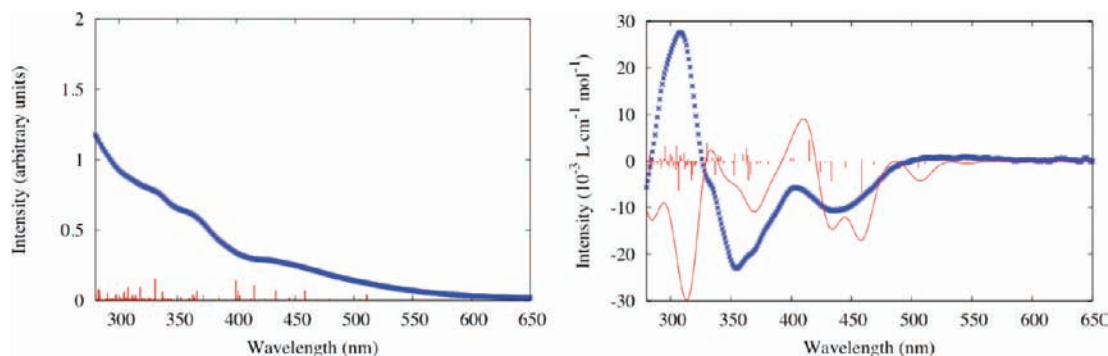 2
1.5
1
0.5
0
Intensity (arbitrary units)
300 350 400 450 500 550 600 650
Wavelength (nm)
30
20
10
0
-10
-20
-30
Intensity (10⁻³ L cm⁻¹ mol⁻¹)
300 350 400 450 500 550 600 650
Wavelength (nm)